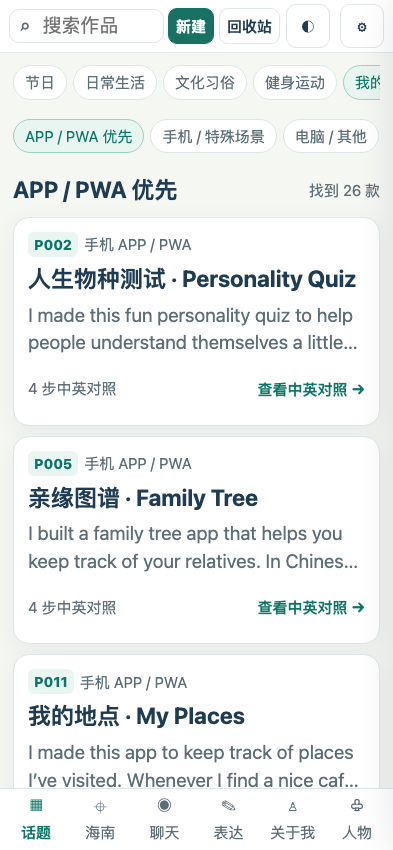 搜索作品 新建 回收站
节日 日常生活 文化习俗 健身运动 我的
APP / PWA 优先 手机 / 特殊场景 电脑 / 其他
APP / PWA 优先 找到 26 款
P002 手机 APP / PWA
人生物种测试 · Personality Quiz
I made this fun personality quiz to help
people understand themselves a little...
4 步中英对照 查看中英对照 →
P005 手机 APP / PWA
亲缘图谱 · Family Tree
I built a family tree app that helps you
keep track of your relatives. In Chines...
4 步中英对照 查看中英对照 →
P011 手机 APP / PWA
我的地点 · My Places
I made this app to keep track of places
I've visited. Whenever I find a nice caf...
话题 海南 聊天 表达 关于我 人物